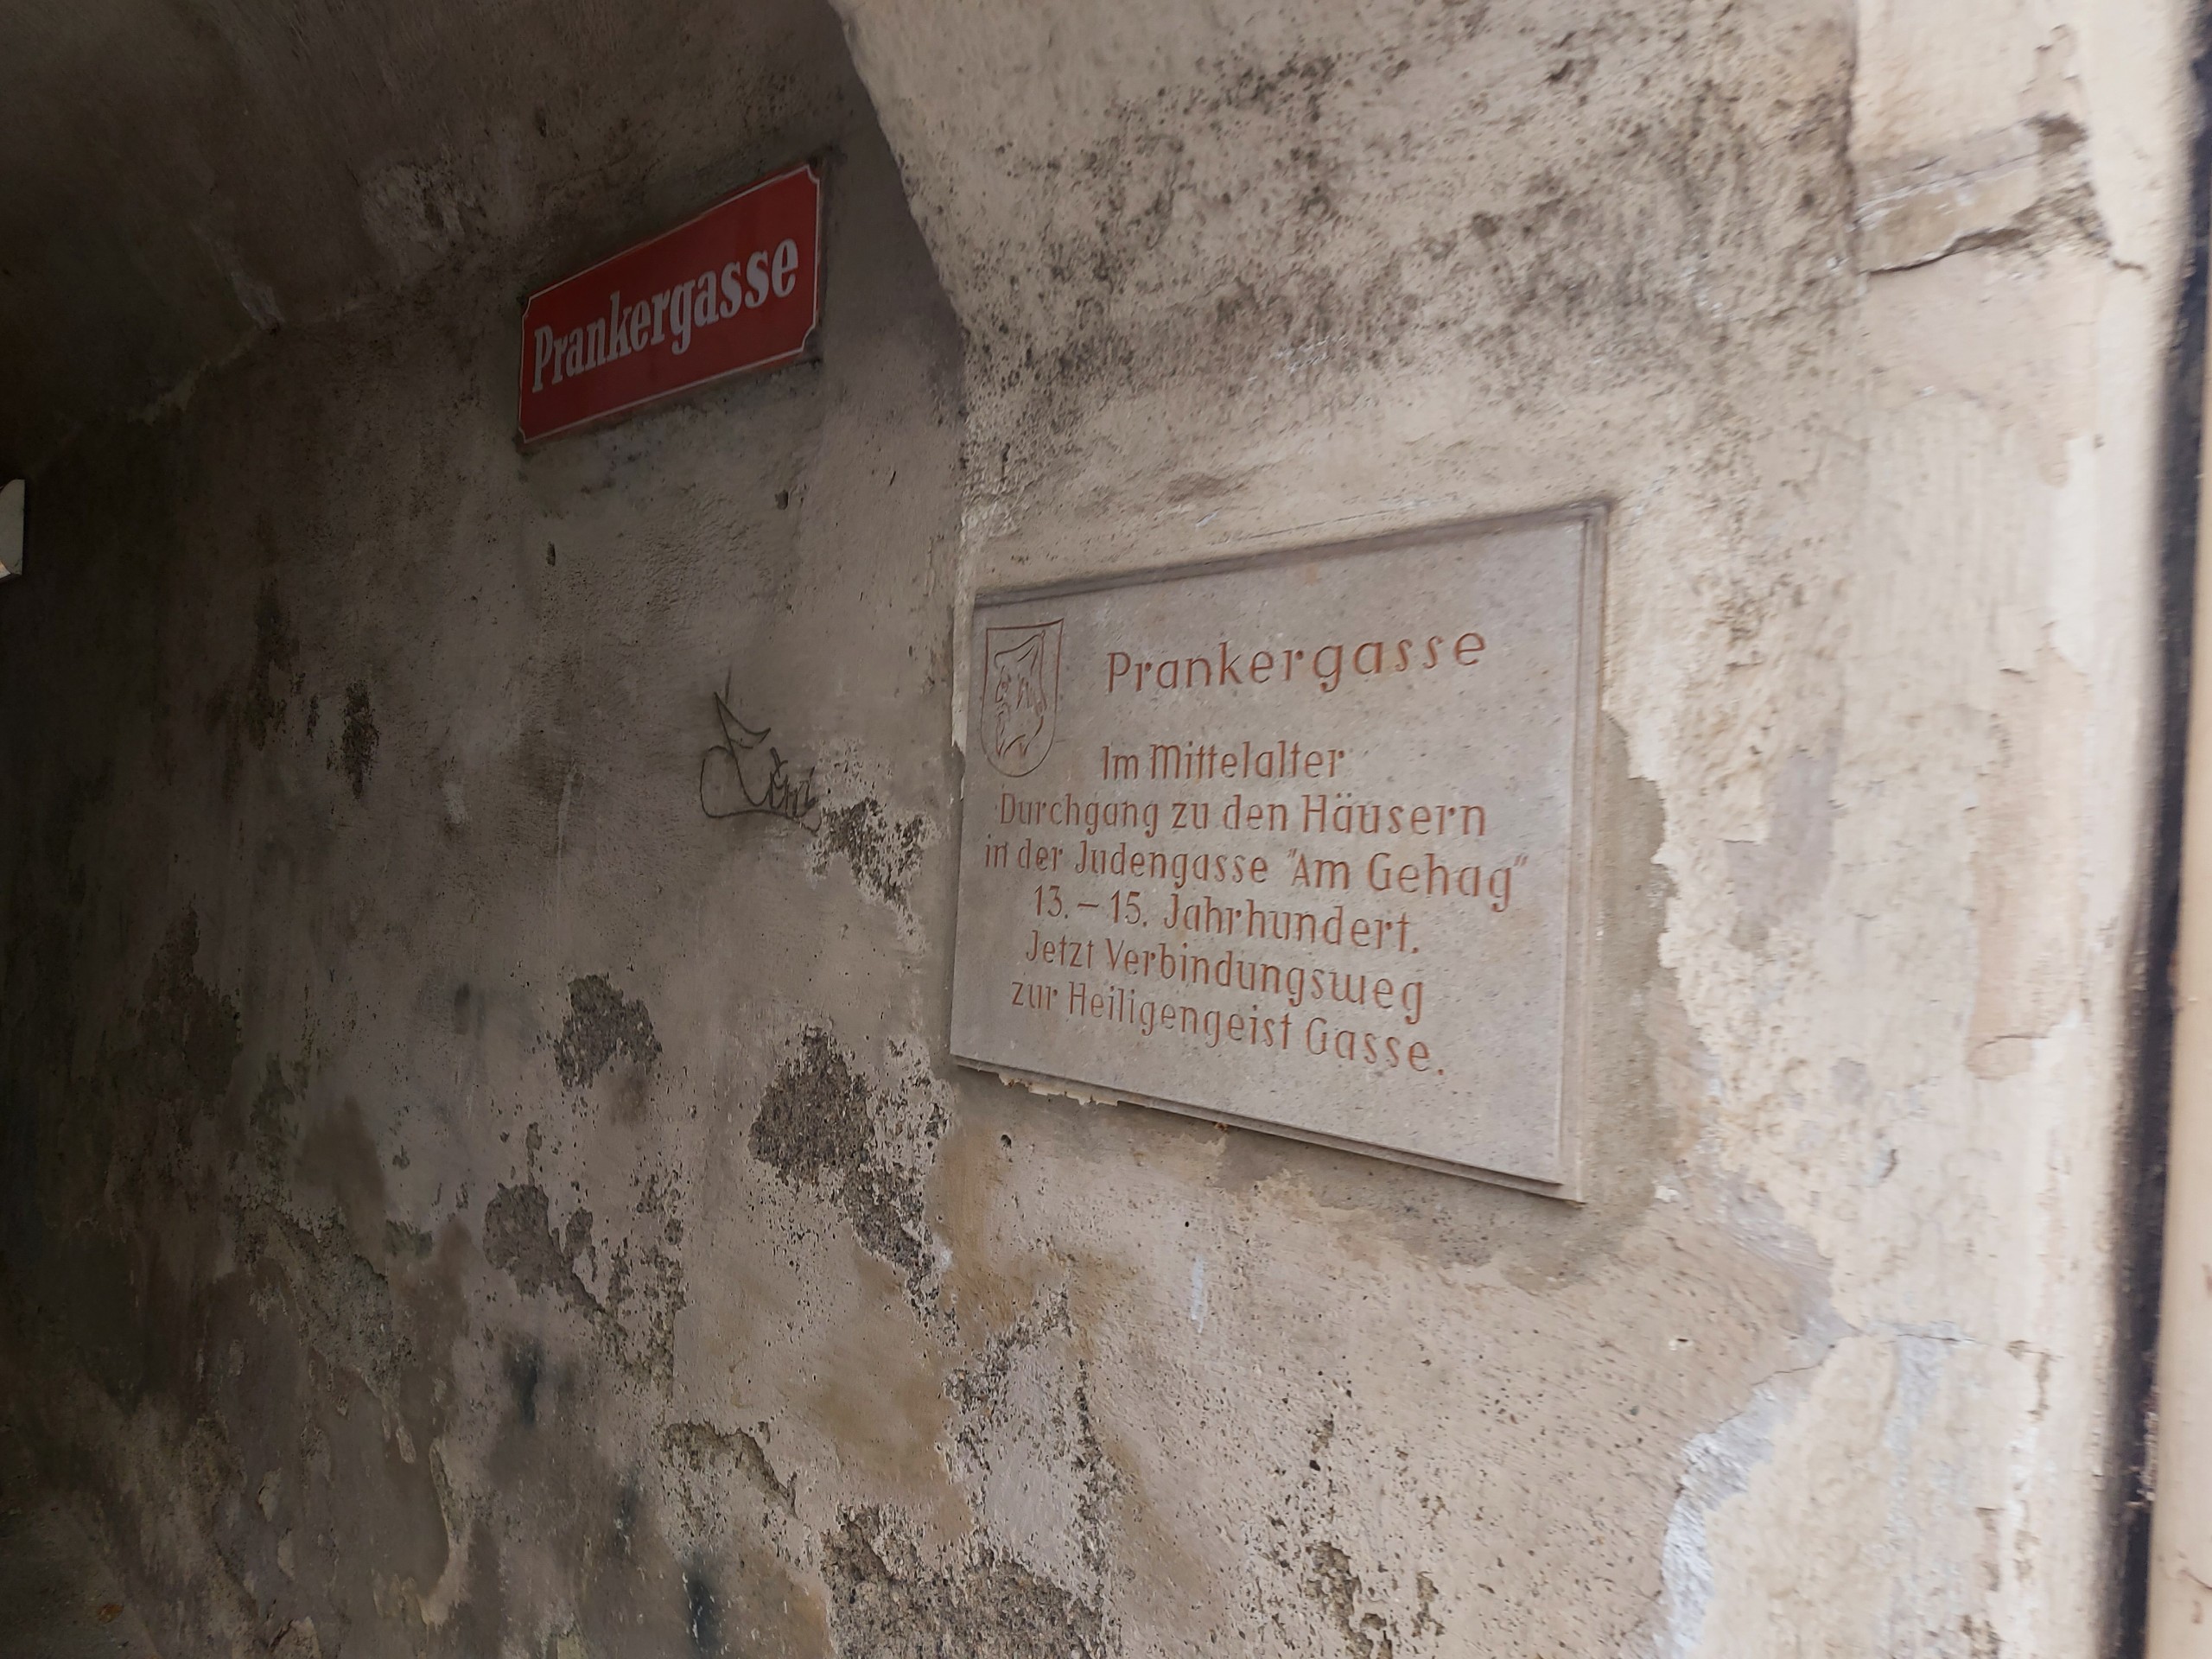 Prankergasse
Prankergasse
Im Mittelalter
Durchgang zu den Häusern
in der Judengasse "Am Gehag"
13. – 15. Jahrhundert.
Jetzt Verbindungsweg
zur Heiligengeist Gasse.